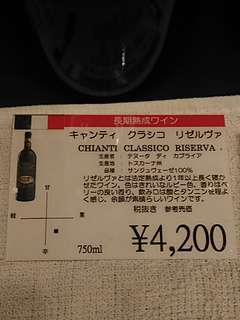 長期熟成ワイン
キャンティ クラシコ リゼルヴァ
CHIANTI CLASSICO RISERVA
生産者 : テヌータ ディ カプライア
生産地 : トスカーナ州
品種 : サンジョヴェーゼ100%
リゼルヴァとは法定熟成より1年以上長く寝か
せたワイン。色はきれいなルビー色、香りはベリ
ーの良い香り、飲み口は酸とタンニンを程よ
く感じ、余韻が素晴らしいワインです。
甘
軽 重
辛
税抜き 参考売価
750ml
¥4,200